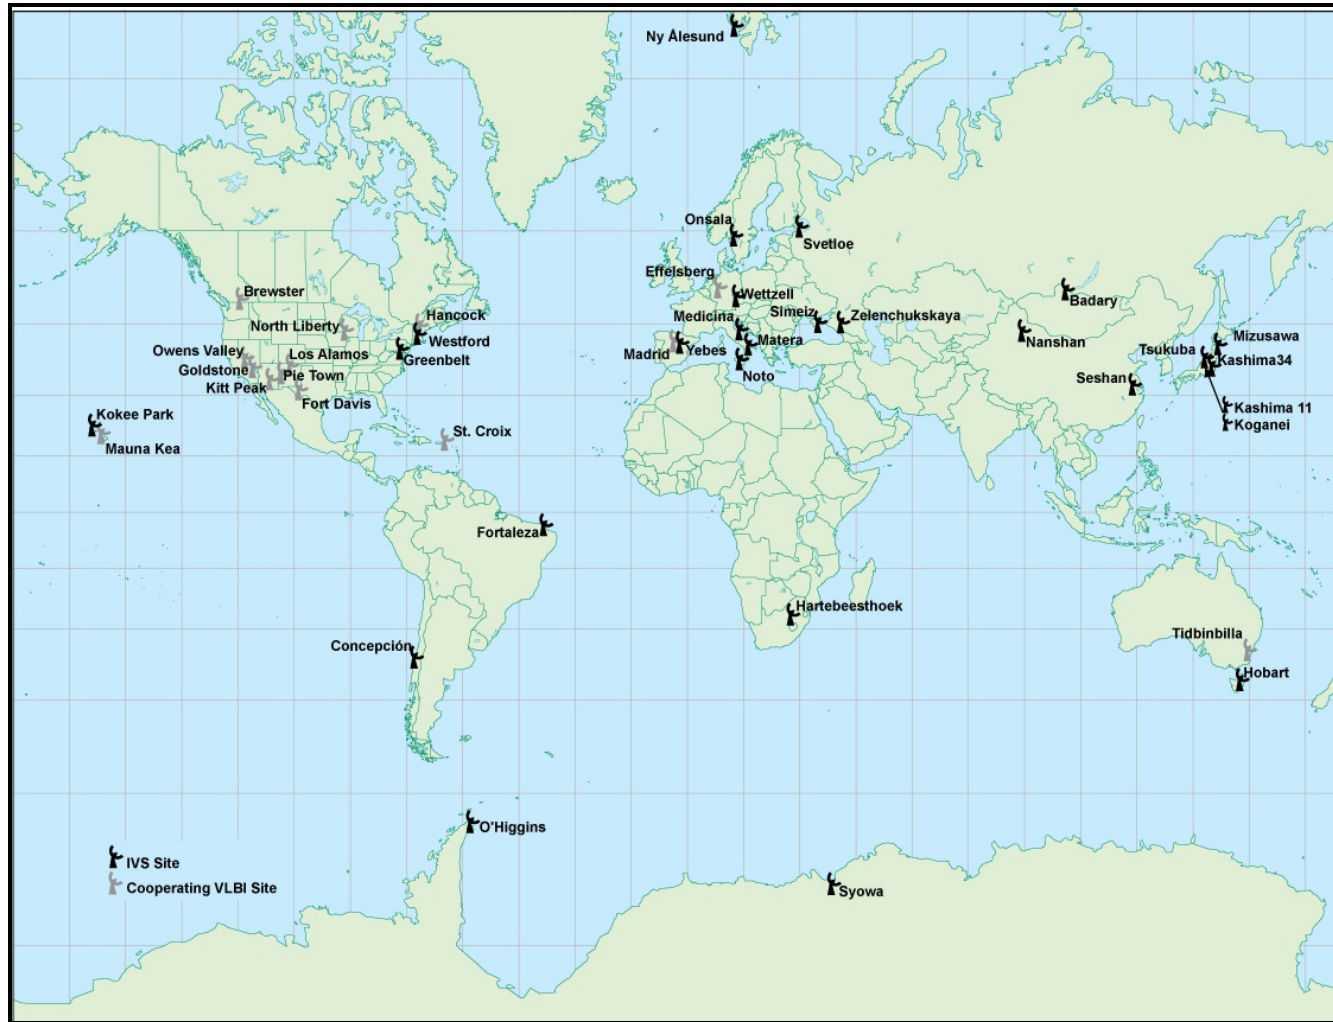 Ny Ålesund
Onsala
Svetloe
Effelsberg
Wettzell
Badary
Brewster
Medicina
Simeiz
Zelenchukskaya
Hancock
North Liberty
Westford
Nanshan
Mizusawa
Madrid
Yebes
Matera
Tsukuba
Kashima34
Owens Valley
Los Alamos
Greenbelt
Goldstone
Pie Town
Noto
Seshan
Kitt Peak
Fort Davis
Kashima 11
Koganei
Kokee Park
Mauna Kea
St. Croix
Fortaleza
Hartebeesthoek
Concepción
Tidbinbilla
Hobart
O'Higgins
IVS Site
Cooperating VLBI Site
Syowa